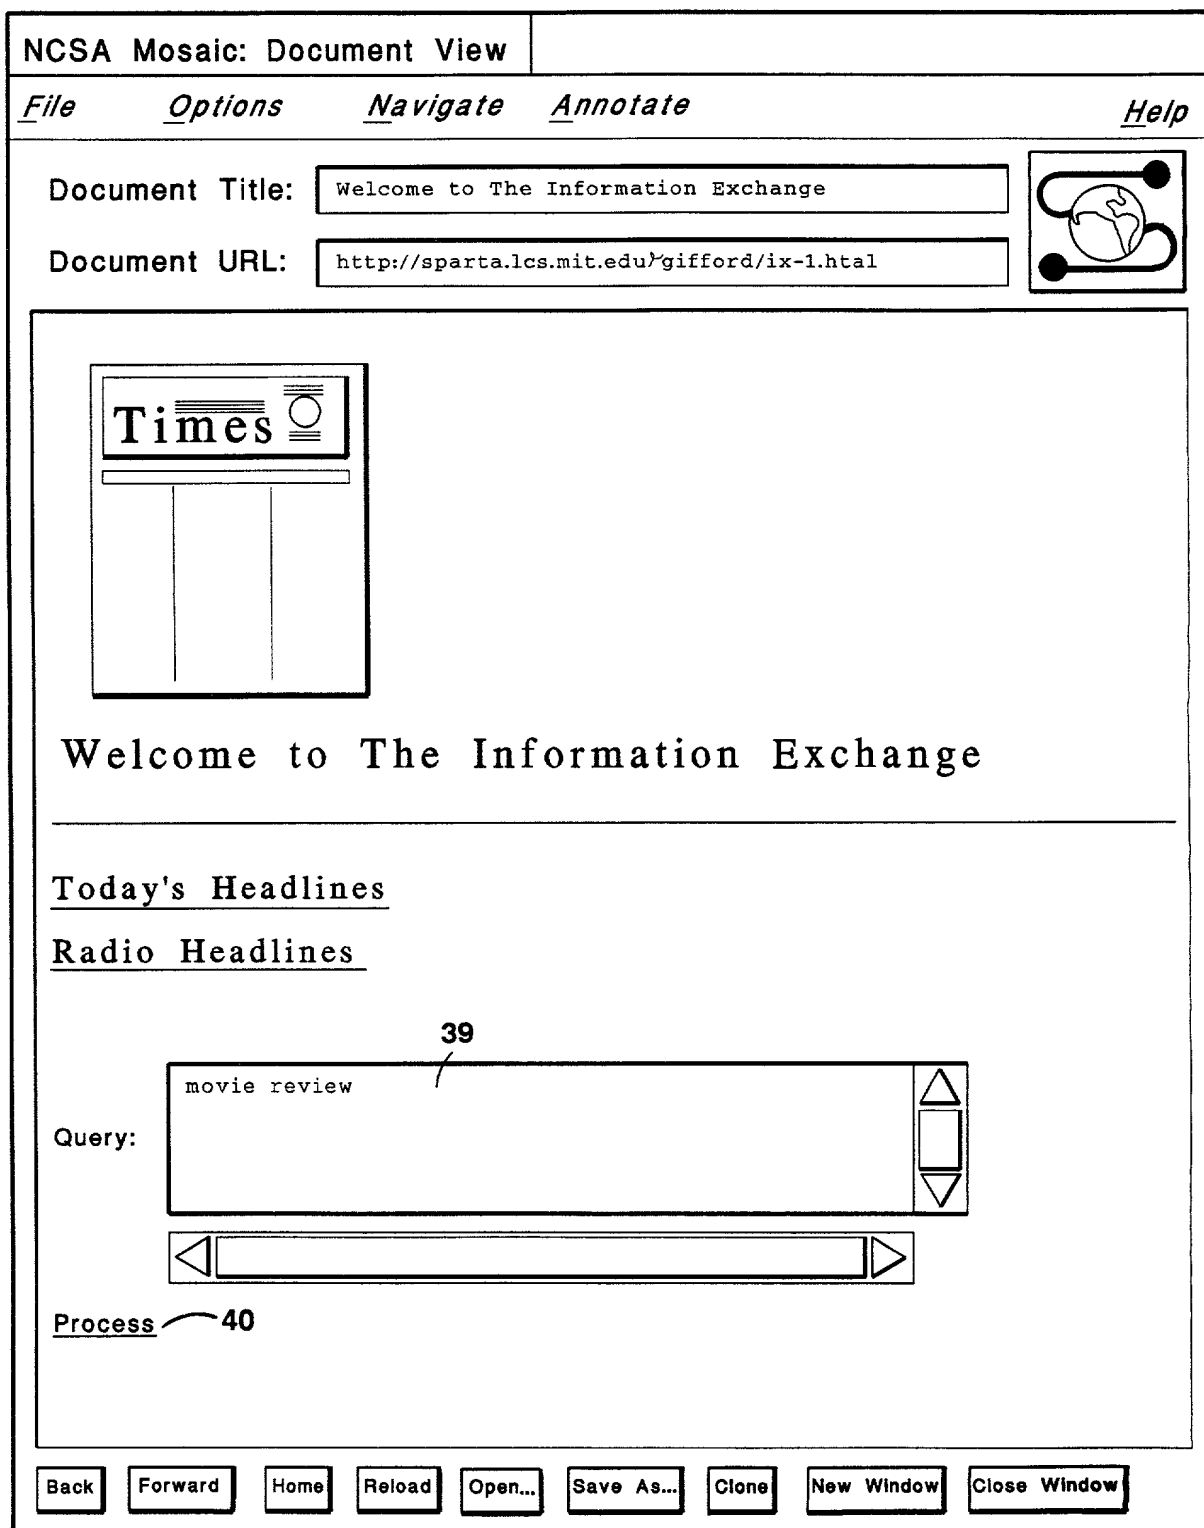 NCSA Mosaic: Document View
File Options Navigate Annotate Help
Document Title: Welcome to The Information Exchange
Document URL: http://sparta.lcs.mit.edu/~gifford/ix-1.htal
Times
Welcome to The Information Exchange
Today's Headlines
Radio Headlines
39
movie review
Query:
Process 40
Back Forward Home Reload Open... Save As... Clone New Window Close Window